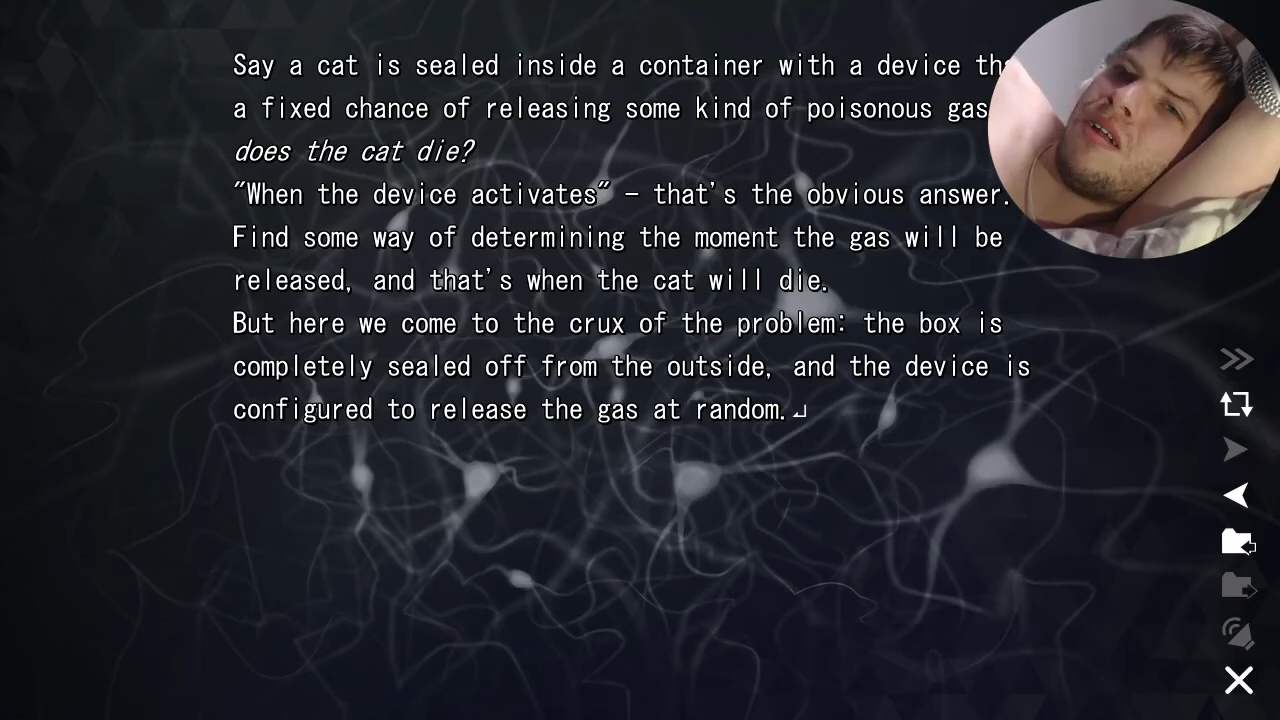 Say a cat is sealed inside a container with a device
a fixed chance of releasing some kind of poisonous gas
does the cat die?
"When the device activates" – that's the obvious answer.
Find some way of determining the moment the gas will be
released, and that's when the cat will die.
But here we come to the crux of the problem: the box is
completely sealed off from the outside, and the device is
configured to release the gas at random.